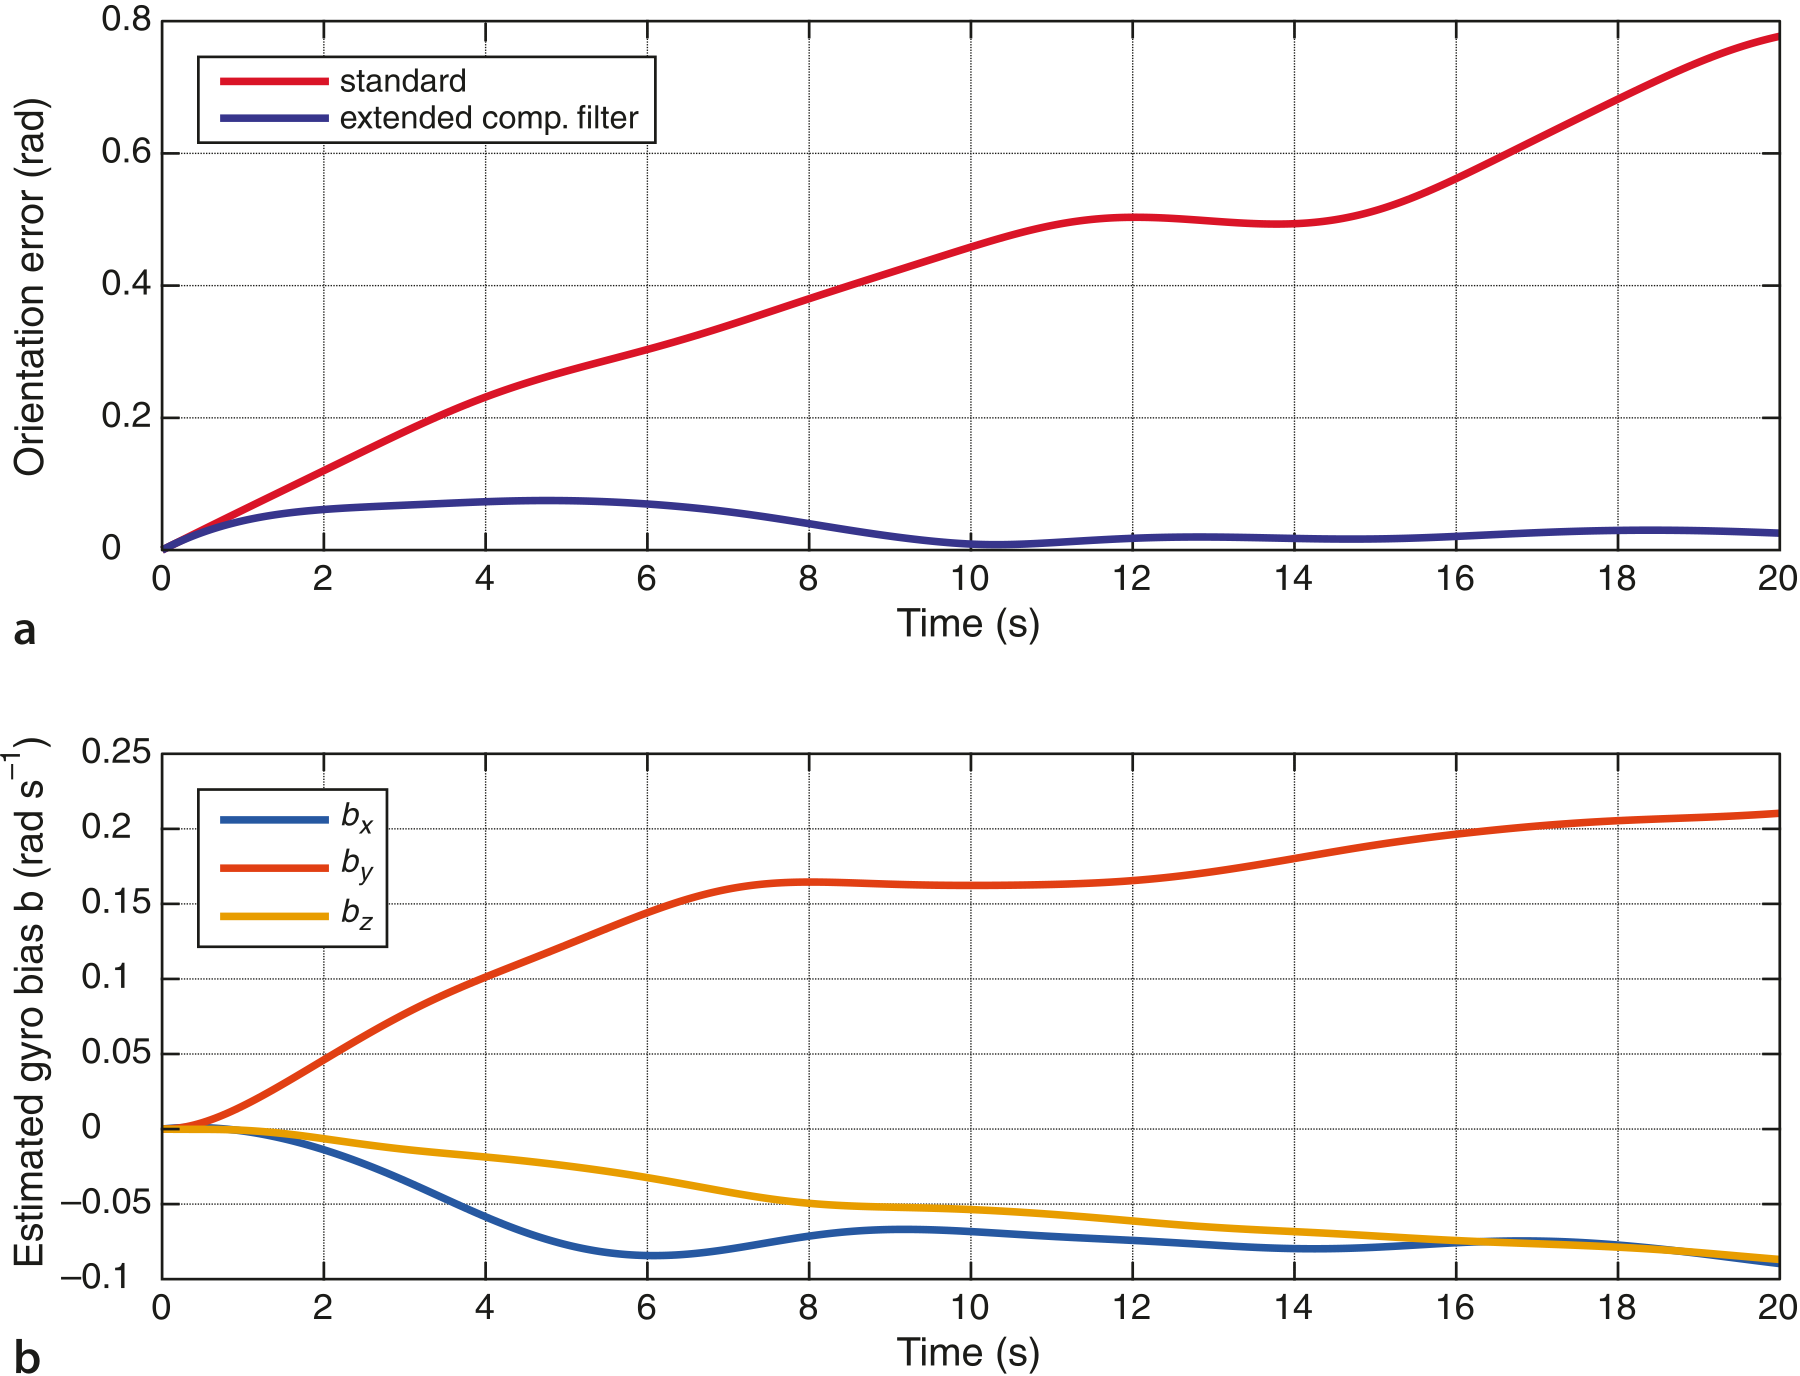 0.8
standard
extended comp. filter
0.6
0.4
0.2
0
Orientation error (rad)
0 2 4 6 8 10 12 14 16 18 20
Time (s)
a
0.25
b_x
0.2
b_y
0.15
b_z
0.1
0.05
0
−0.05
−0.1
Estimated gyro bias b (rad s⁻¹)
0 2 4 6 8 10 12 14 16 18 20
Time (s)
b